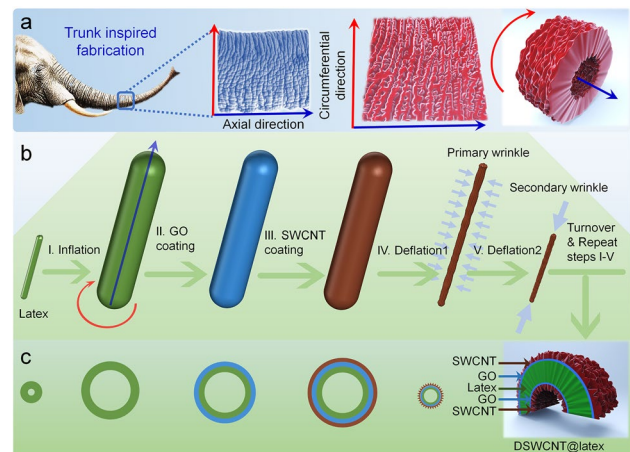 a
Trunk inspired
fabrication
Axial direction
Circumferential
direction
b
Primary wrinkle
Secondary wrinkle
I. Inflation
II. GO
coating
III. SWCNT
coating
IV. Deflation1
V. Deflation2
Turnover
& Repeat
steps I-V
Latex
c
SWCNT
GO
Latex
GO
SWCNT
DSWCNT@latex